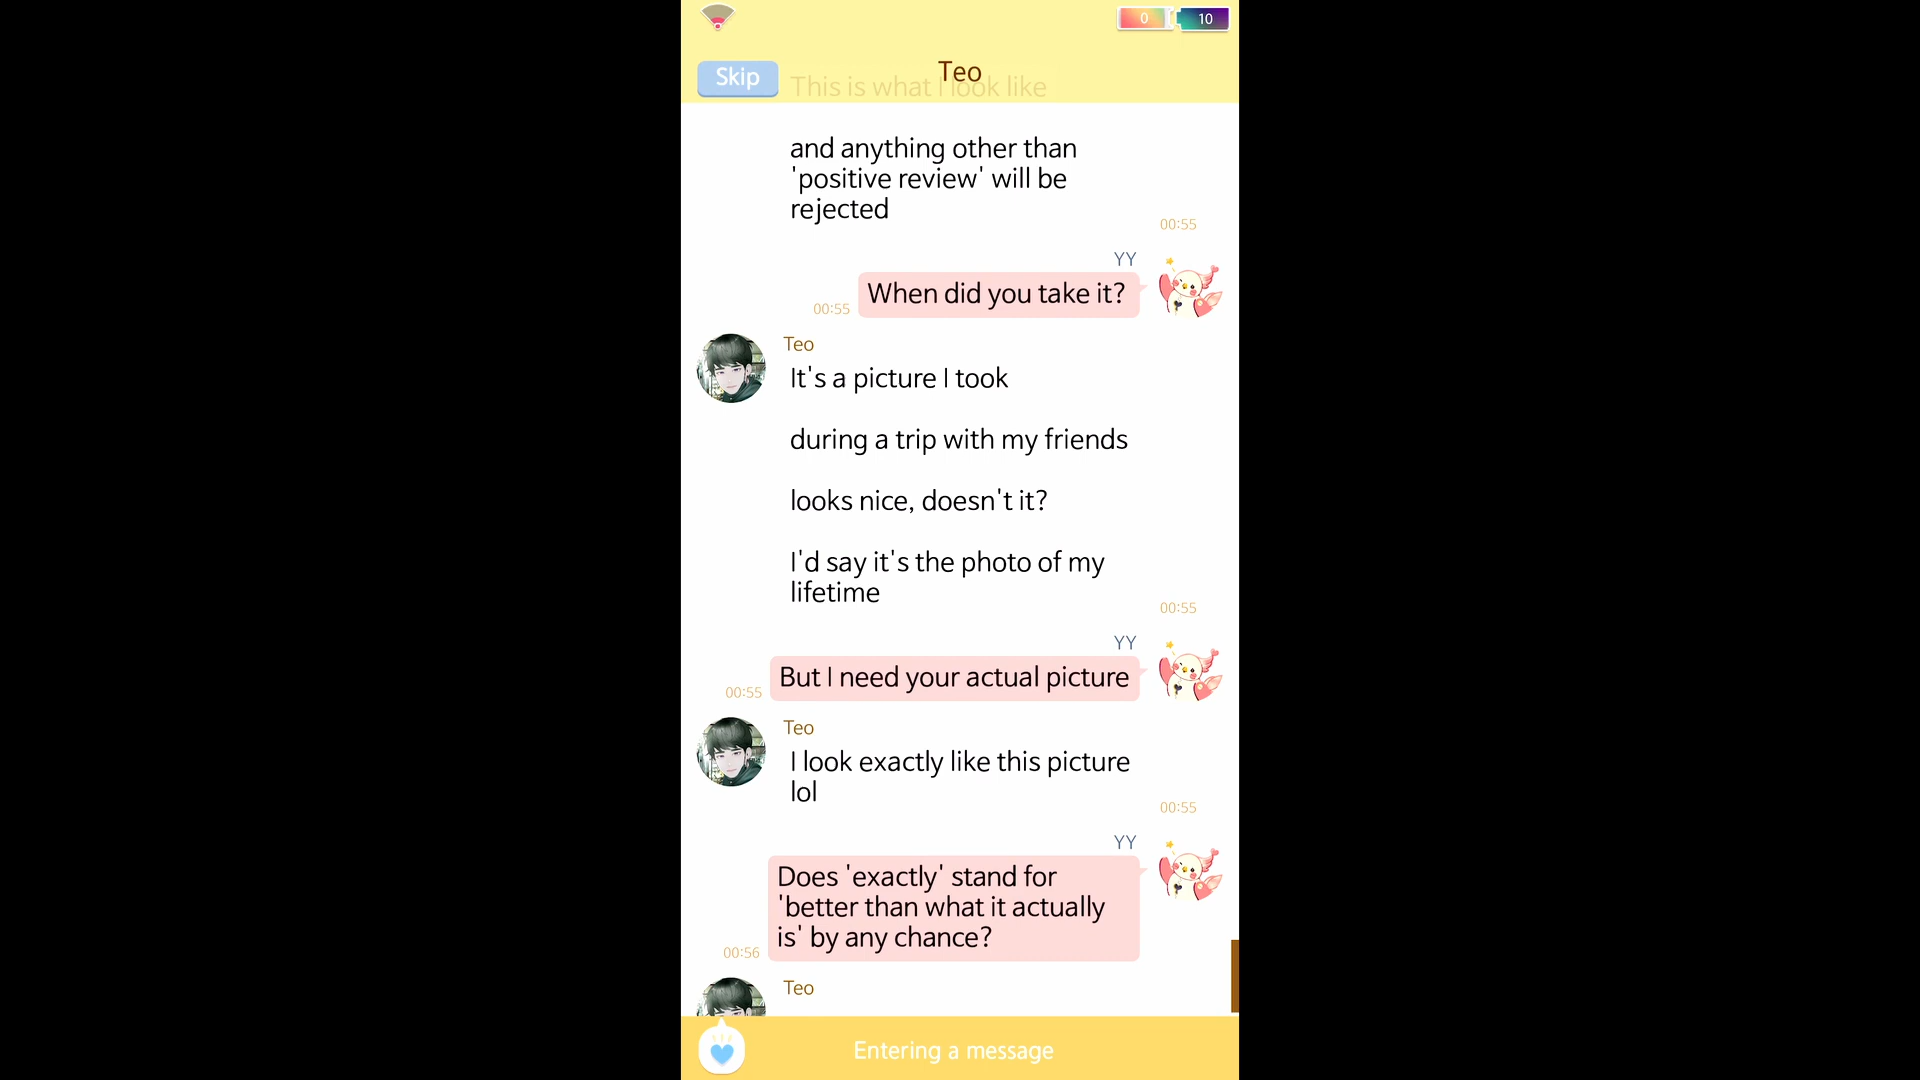 0
10
Skip
Teo
This is what I look like
and anything other than
'positive review' will be
rejected
00:55
YY
When did you take it?
00:55
Teo
It's a picture I took
during a trip with my friends
looks nice, doesn't it?
I'd say it's the photo of my
lifetime
00:55
YY
But I need your actual picture
00:55
Teo
I look exactly like this picture
lol
00:55
YY
Does 'exactly' stand for
'better than what it actually
is' by any chance?
00:56
Teo
Entering a message